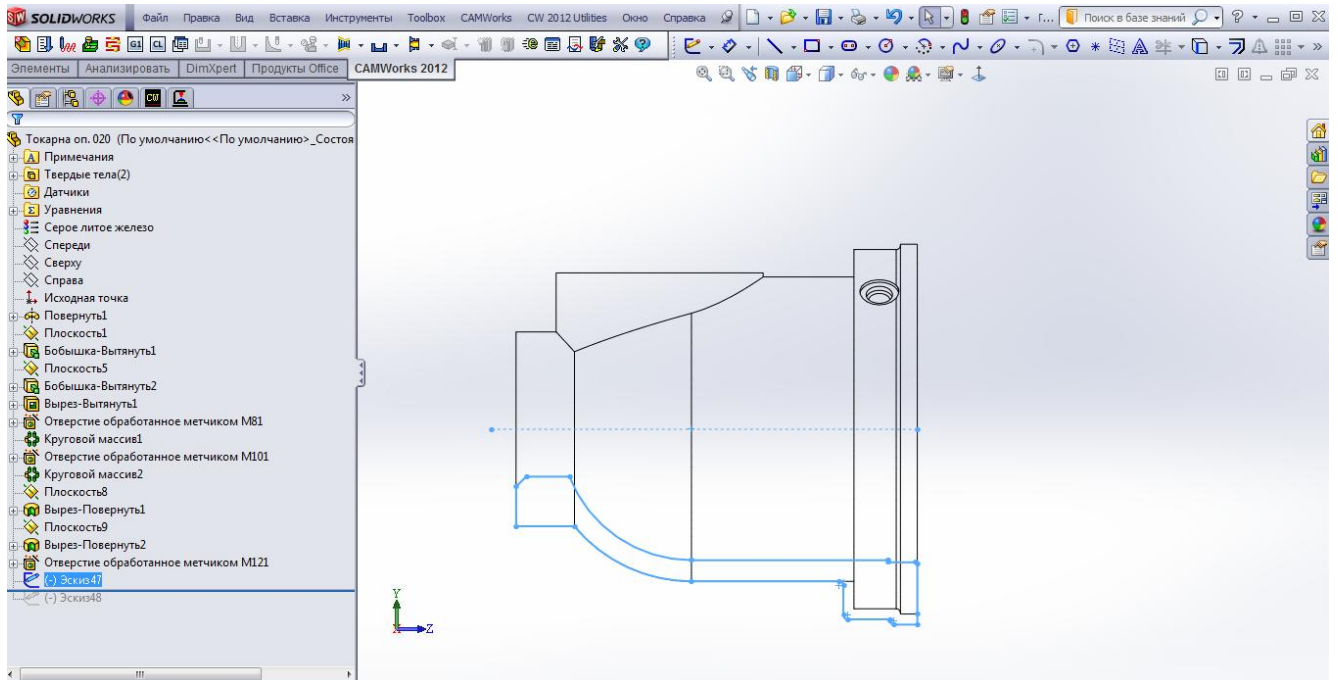 SOLIDWORKS Файл Правка Вид Вставка Инструменты Toolbox CAMWorks CW 2012 Utilities Окно Справка Г... Поиск в базе знаний
Элементы Анализировать DimXpert Продукты Office CAMWorks 2012
Токарна оп. 020 (По умолчанию<<По умолчанию>_Состоя
Примечания
Твердые тела(2)
Датчики
Уравнения
Серое литое железо
Спереди
Сверху
Справа
Исходная точка
Повернуть1
Плоскость1
Бобышка-Вытянуть1
Плоскость5
Бобышка-Вытянуть2
Вырез-Вытянуть1
Отверстие обработанное метчиком M81
Круговой массив1
Отверстие обработанное метчиком M101
Круговой массив2
Плоскость8
Вырез-Повернуть1
Плоскость9
Вырез-Повернуть2
Отверстие обработанное метчиком M121
(-) Эскиз47
(-) Эскиз48
Y
X Z